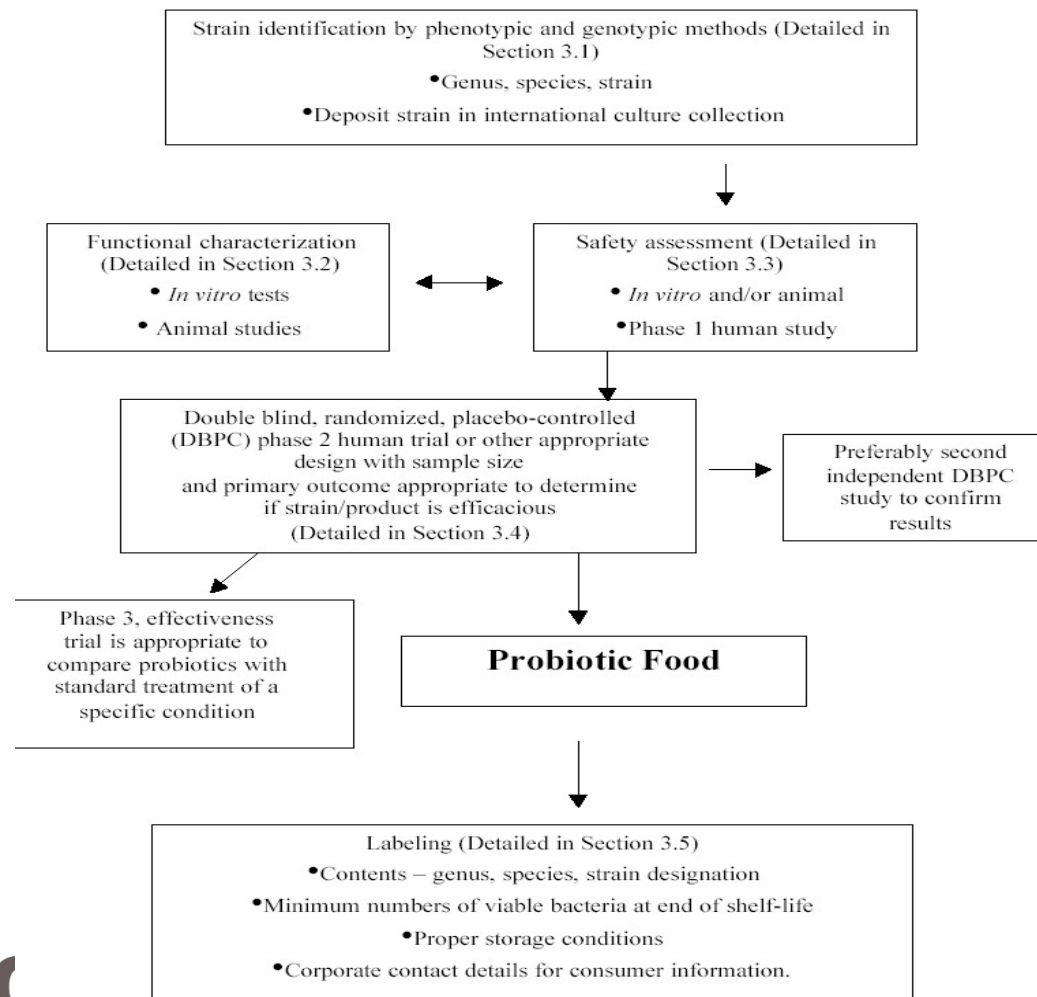 Strain identification by phenotypic and genotypic methods (Detailed in
Section 3.1)
•Genus, species, strain
•Deposit strain in international culture collection
Functional characterization
(Detailed in Section 3.2)
• In vitro tests
• Animal studies
Safety assessment (Detailed in
Section 3.3)
• In vitro and/or animal
•Phase 1 human study
Double blind, randomized, placebo-controlled
(DBPC) phase 2 human trial or other appropriate
design with sample size
and primary outcome appropriate to determine
if strain/product is efficacious
(Detailed in Section 3.4)
Preferably second
independent DBPC
study to confirm
results
Phase 3, effectiveness
trial is appropriate to
compare probiotics with
standard treatment of a
specific condition
Probiotic Food
Labeling (Detailed in Section 3.5)
•Contents – genus, species, strain designation
•Minimum numbers of viable bacteria at end of shelf-life
•Proper storage conditions
•Corporate contact details for consumer information.